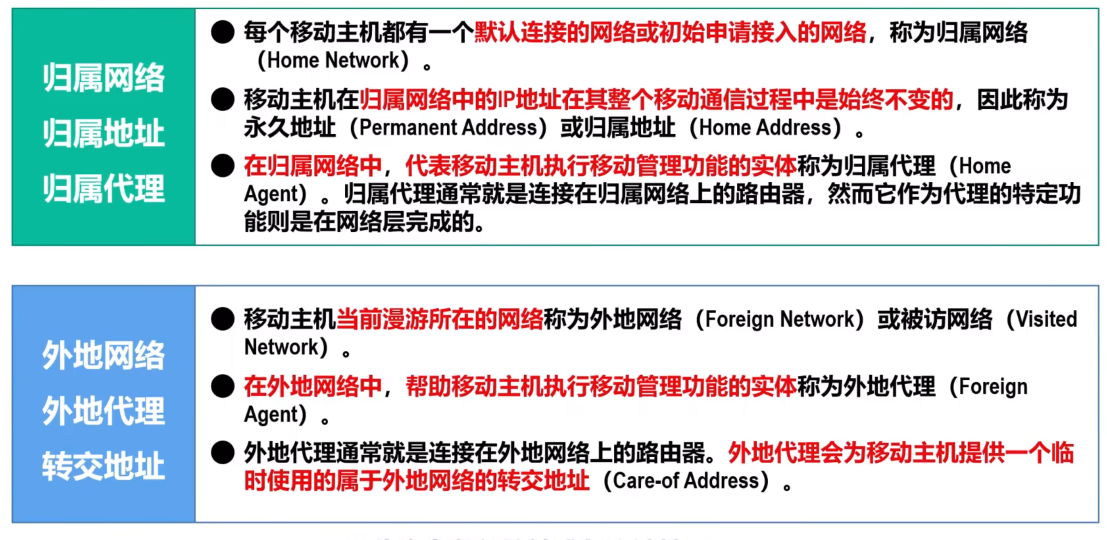 归属网络
归属地址
归属代理
● 每个移动主机都有一个默认连接的网络或初始申请接入的网络，称为归属网络
（Home Network）。
● 移动主机在归属网络中的IP地址在其整个移动通信过程中是始终不变的，因此称为
永久地址（Permanent Address）或归属地址（Home Address）。
● 在归属网络中，代表移动主机执行移动管理功能的实体称为归属代理（Home
Agent）。归属代理通常就是连接在归属网络上的路由器，然而它作为代理的特定功
能则是在网络层完成的。
外地网络
外地代理
转交地址
● 移动主机当前漫游所在的网络称为外地网络（Foreign Network）或被访网络（Visited
Network）。
● 在外地网络中，帮助移动主机执行移动管理功能的实体称为外地代理（Foreign
Agent）。
● 外地代理通常就是连接在外地网络上的路由器。外地代理会为移动主机提供一个临
时使用的属于外地网络的转交地址（Care-of Address）。